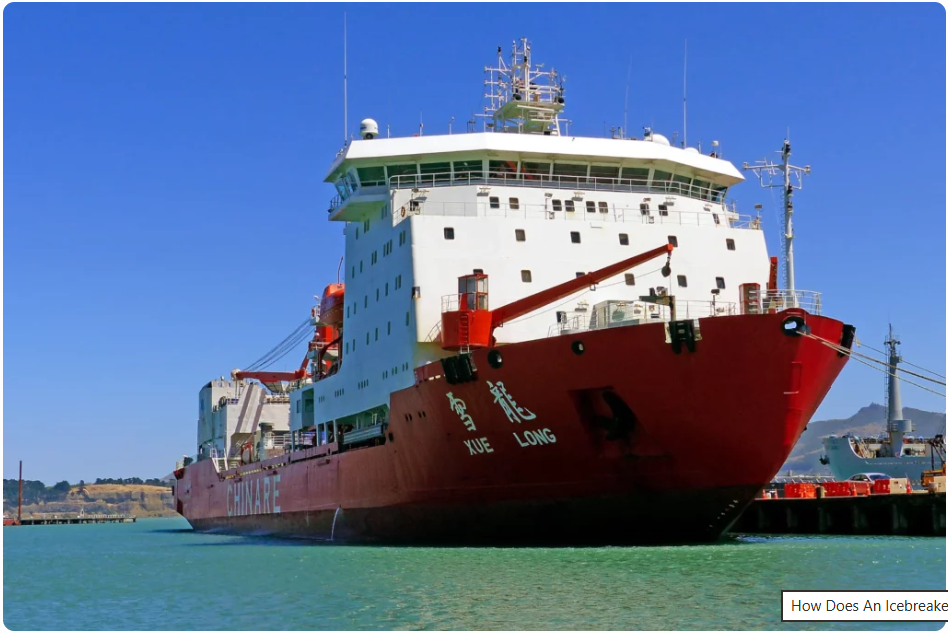 雪 龍
XUE LONG
CHINARE
How Does An Icebreake